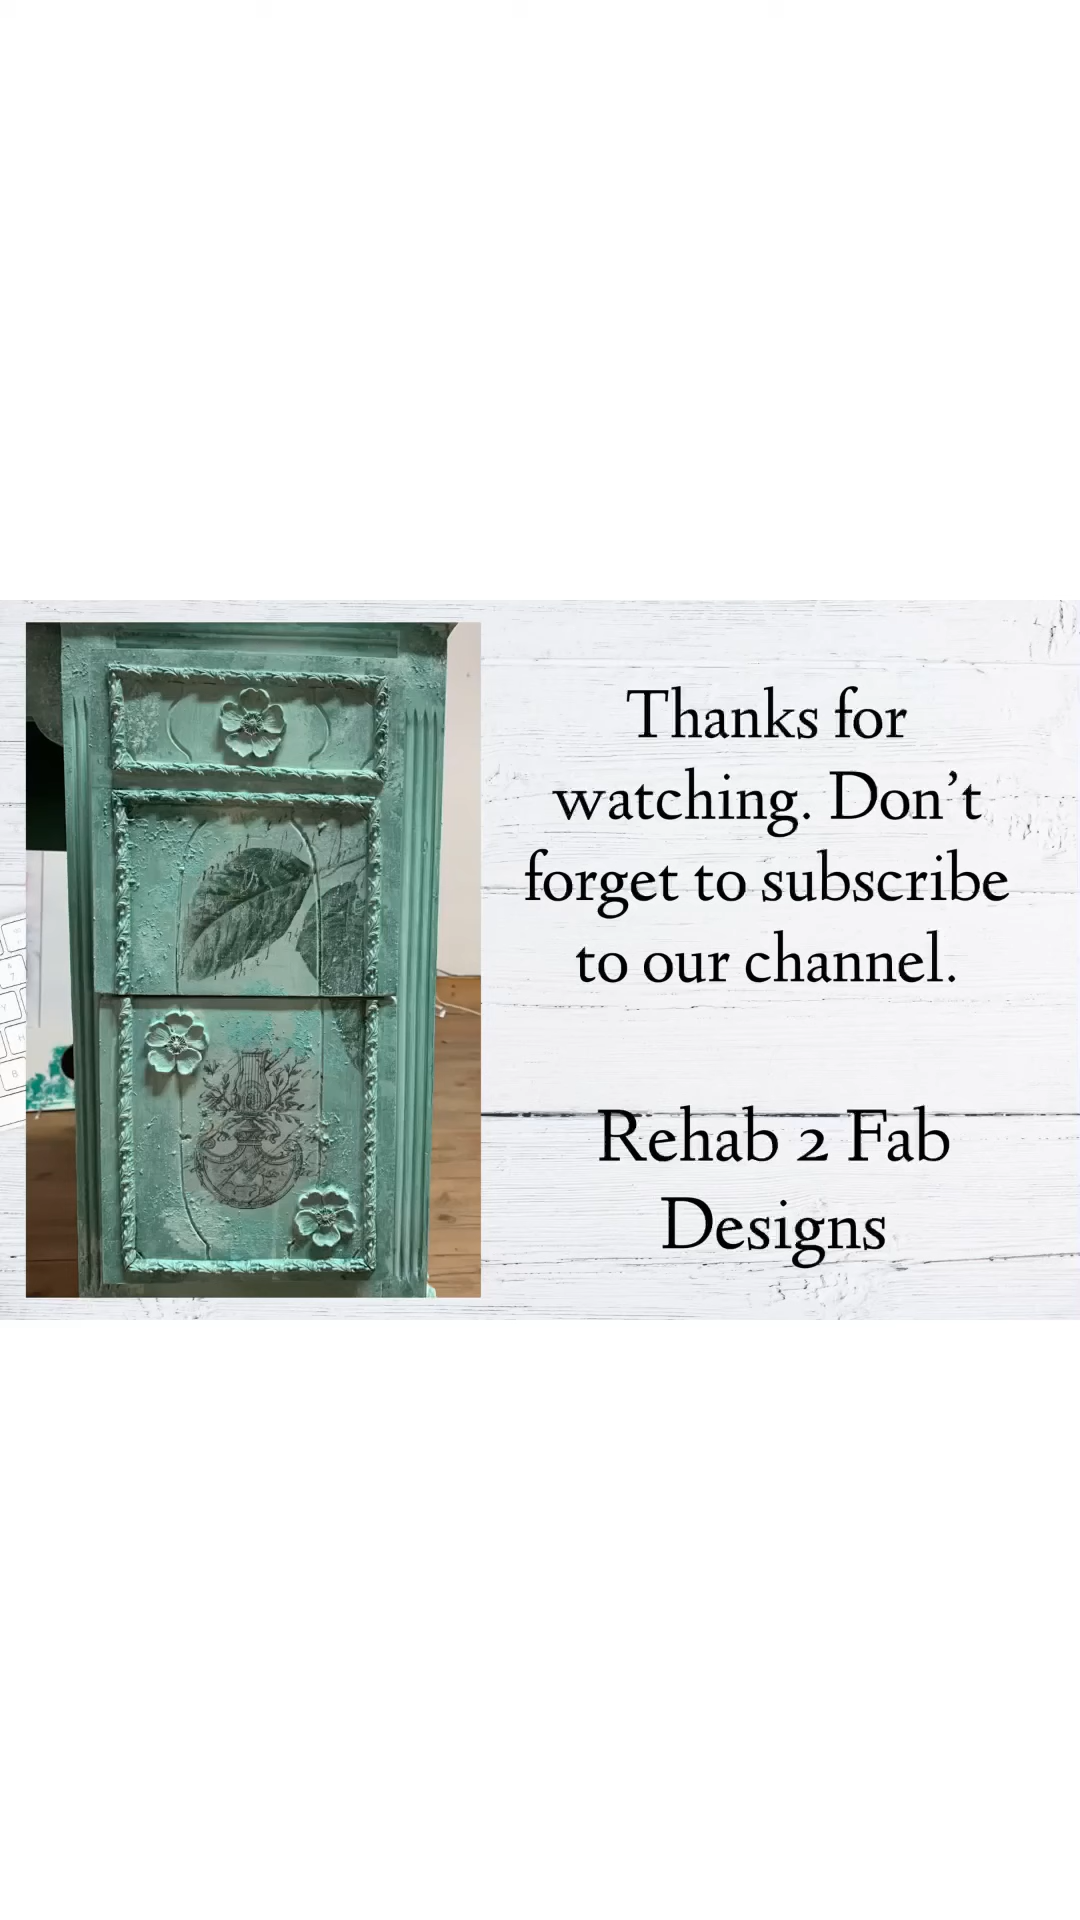 Thanks for
watching. Don’t
forget to subscribe
to our channel.
Rehab 2 Fab
Designs